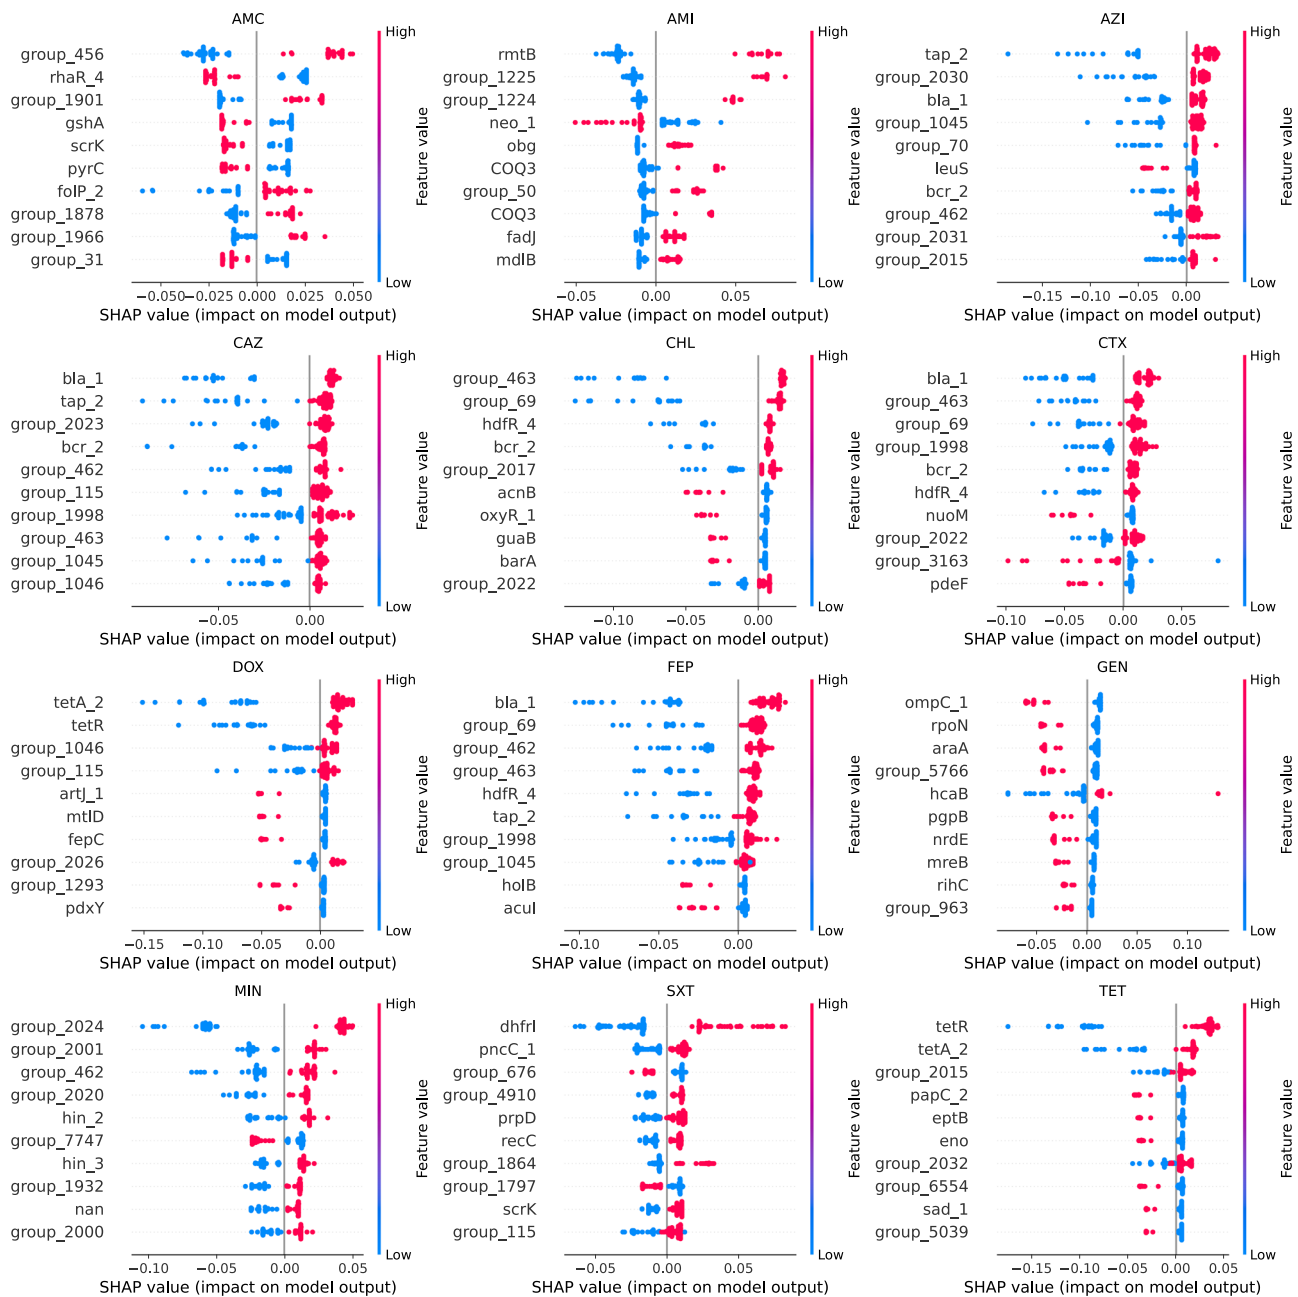 AMC
High
group_456
rhaR_4
group_1901
gshA
scrK
pyrC
folP_2
group_1878
group_1966
group_31
Feature value
Low
−0.050 −0.025 0.000 0.025 0.050
SHAP value (impact on model output)
AMI
High
rmtB
group_1225
group_1224
neo_1
obg
COQ3
group_50
COQ3
fadJ
mdlB
Feature value
Low
−0.05 0.00 0.05
SHAP value (impact on model output)
AZI
High
tap_2
group_2030
bla_1
group_1045
group_70
leuS
bcr_2
group_462
group_2031
group_2015
Feature value
Low
−0.15 −0.10 −0.05 0.00
SHAP value (impact on model output)
CAZ
High
bla_1
tap_2
group_2023
bcr_2
group_462
group_115
group_1998
group_463
group_1045
group_1046
Feature value
Low
−0.05 0.00
SHAP value (impact on model output)
CHL
High
group_463
group_69
hdfR_4
bcr_2
group_2017
acnB
oxyR_1
guaB
barA
group_2022
Feature value
Low
−0.10 −0.05 0.00
SHAP value (impact on model output)
CTX
High
bla_1
group_463
group_69
group_1998
bcr_2
hdfR_4
nuoM
group_2022
group_3163
pdeF
Feature value
Low
−0.10 −0.05 0.00 0.05
SHAP value (impact on model output)
DOX
High
tetA_2
tetR
group_1046
group_115
artJ_1
mtlD
fepC
group_2026
group_1293
pdxY
Feature value
Low
−0.15 −0.10 −0.05 0.00
SHAP value (impact on model output)
FEP
High
bla_1
group_69
group_462
group_463
hdfR_4
tap_2
group_1998
group_1045
holB
acuI
Feature value
Low
−0.10 −0.05 0.00
SHAP value (impact on model output)
GEN
High
ompC_1
rpoN
araA
group_5766
hcaB
pgpB
nrdE
mreB
rihC
group_963
Feature value
Low
−0.05 0.00 0.05 0.10
SHAP value (impact on model output)
MIN
High
group_2024
group_2001
group_462
group_2020
hin_2
group_7747
hin_3
group_1932
nan
group_2000
Feature value
Low
−0.10 −0.05 0.00 0.05
SHAP value (impact on model output)
SXT
High
dhfrI
pncC_1
group_676
group_4910
prpD
recC
group_1864
group_1797
scrK
group_115
Feature value
Low
−0.05 0.00 0.05
SHAP value (impact on model output)
TET
High
tetR
tetA_2
group_2015
papC_2
eptB
eno
group_2032
group_6554
sad_1
group_5039
Feature value
Low
−0.15 −0.10 −0.05 0.00 0.05
SHAP value (impact on model output)